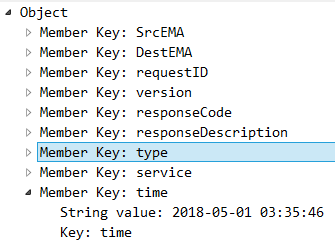 Object
Member Key: SrcEMA
Member Key: DestEMA
Member Key: requestID
Member Key: version
Member Key: responseCode
Member Key: responseDescription
Member Key: type
Member Key: service
Member Key: time
String value: 2018-05-01 03:35:46
Key: time